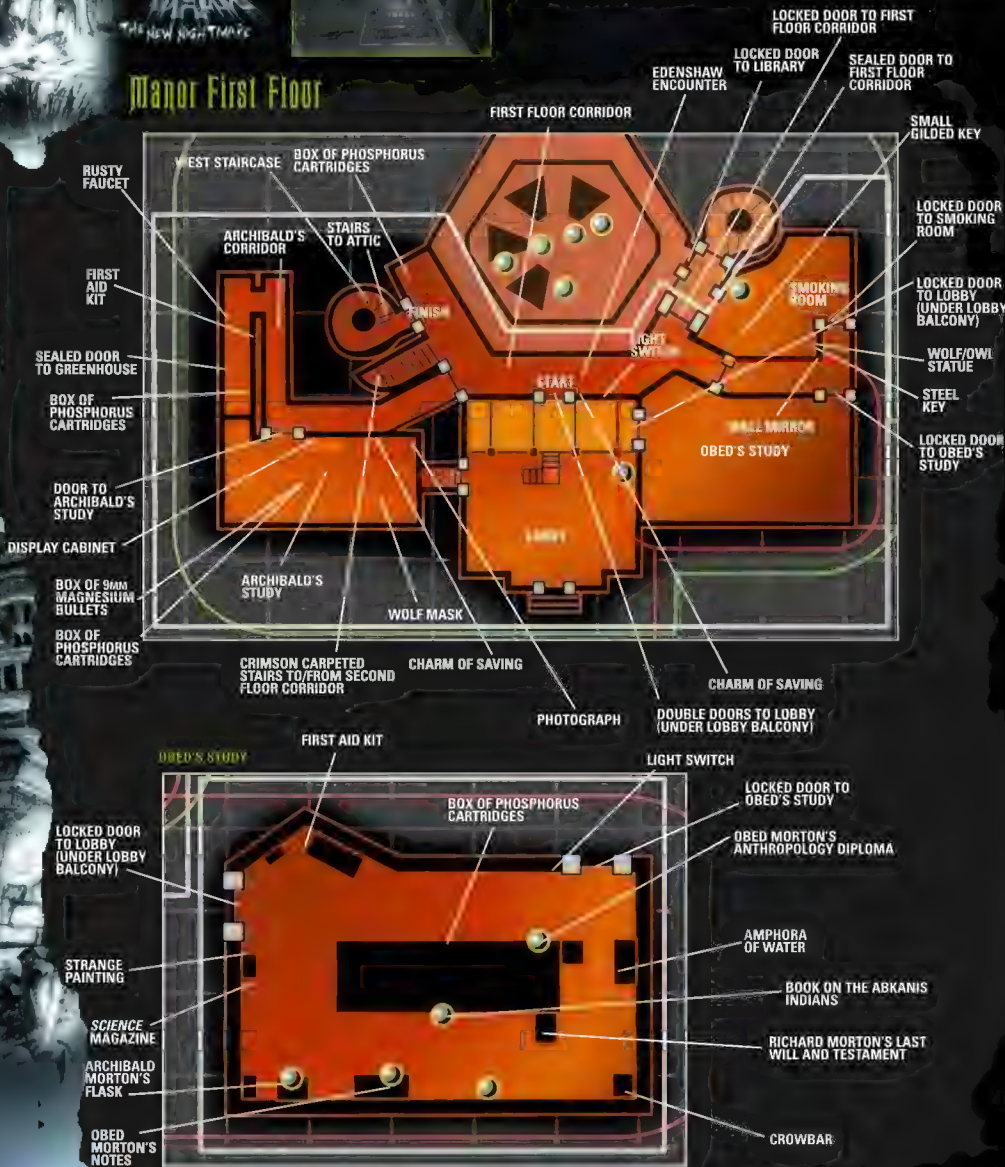 THE NEW NIGHTMARE
Manor First Floor
LOCKED DOOR TO FIRST
FLOOR CORRIDOR
LOCKED DOOR
TO LIBRARY
SEALED DOOR TO
FIRST FLOOR
CORRIDOR
EDENSHAW
ENCOUNTER
FIRST FLOOR CORRIDOR
SMALL
GILDED KEY
WEST STAIRCASE
BOX OF PHOSPHORUS
CARTRIDGES
RUSTY
FAUCET
LOCKED DOOR
TO SMOKING
ROOM
ARCHIBALD'S
CORRIDOR
STAIRS
TO ATTIC
FIRST
AID
KIT
SMOKING
ROOM
LOCKED DOOR
TO LOBBY
(UNDER LOBBY
BALCONY)
FINISH
LIGHT
SWITCH
SEALED DOOR
TO GREENHOUSE
WOLF/OWL
STATUE
START
BOX OF
PHOSPHORUS
CARTRIDGES
STEEL
KEY
WALL MIRROR
OBED'S STUDY
LOCKED DOOR
TO OBED'S
STUDY
DOOR TO
ARCHIBALD'S
STUDY
LOBBY
DISPLAY CABINET
BOX OF 9MM
MAGNESIUM
BULLETS
ARCHIBALD'S
STUDY
WOLF MASK
BOX OF
PHOSPHORUS
CARTRIDGES
CRIMSON CARPETED
STAIRS TO/FROM SECOND
FLOOR CORRIDOR
CHARM OF SAVING
CHARM OF SAVING
PHOTOGRAPH
DOUBLE DOORS TO LOBBY
(UNDER LOBBY BALCONY)
FIRST AID KIT
OBED'S STUDY
LIGHT SWITCH
LOCKED DOOR TO
OBED'S STUDY
BOX OF PHOSPHORUS
CARTRIDGES
LOCKED DOOR
TO LOBBY
(UNDER LOBBY
BALCONY)
OBED MORTON'S
ANTHROPOLOGY DIPLOMA
AMPHORA
OF WATER
STRANGE
PAINTING
BOOK ON THE ABKANIS
INDIANS
SCIENCE
MAGAZINE
RICHARD MORTON'S LAST
WILL AND TESTAMENT
ARCHIBALD
MORTON'S
FLASK
OBED
MORTON'S
NOTES
CROWBAR